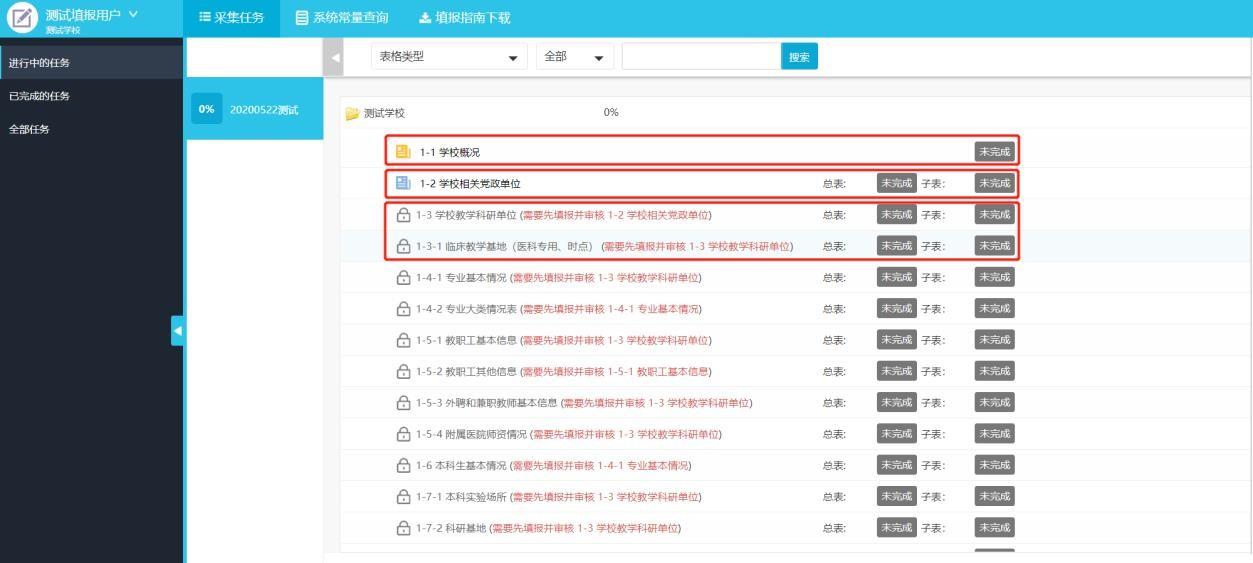 测试填报用户
测试学校
采集任务
系统常量查询
填报指南下载
进行中的任务
已完成的任务
全部任务
0% 20200522测试
表格类型 全部 搜索
测试学校 0%
1-1 学校概况 未完成
1-2 学校相关党政单位 总表: 未完成 子表: 未完成
1-3 学校教学科研单位 (需要先填报并审核 1-2 学校相关党政单位) 总表: 未完成 子表: 未完成
1-3-1 临床教学基地（医科专用、时点） (需要先填报并审核 1-3 学校教学科研单位) 总表: 未完成 子表: 未完成
1-4-1 专业基本情况 (需要先填报并审核 1-3 学校教学科研单位) 总表: 未完成 子表: 未完成
1-4-2 专业大类情况表 (需要先填报并审核 1-4-1 专业基本情况) 总表: 未完成 子表: 未完成
1-5-1 教职工基本信息 (需要先填报并审核 1-3 学校教学科研单位) 总表: 未完成 子表: 未完成
1-5-2 教职工其他信息 (需要先填报并审核 1-5-1 教职工基本信息) 总表: 未完成 子表: 未完成
1-5-3 外聘和兼职教师基本信息 (需要先填报并审核 1-3 学校教学科研单位) 总表: 未完成 子表: 未完成
1-5-4 附属医院师资情况 (需要先填报并审核 1-3 学校教学科研单位) 总表: 未完成 子表: 未完成
1-6 本科生基本情况 (需要先填报并审核 1-4-1 专业基本情况) 总表: 未完成 子表: 未完成
1-7-1 本科实验场所 (需要先填报并审核 1-3 学校教学科研单位) 总表: 未完成 子表: 未完成
1-7-2 科研基地 (需要先填报并审核 1-3 学校教学科研单位) 总表: 未完成 子表: 未完成